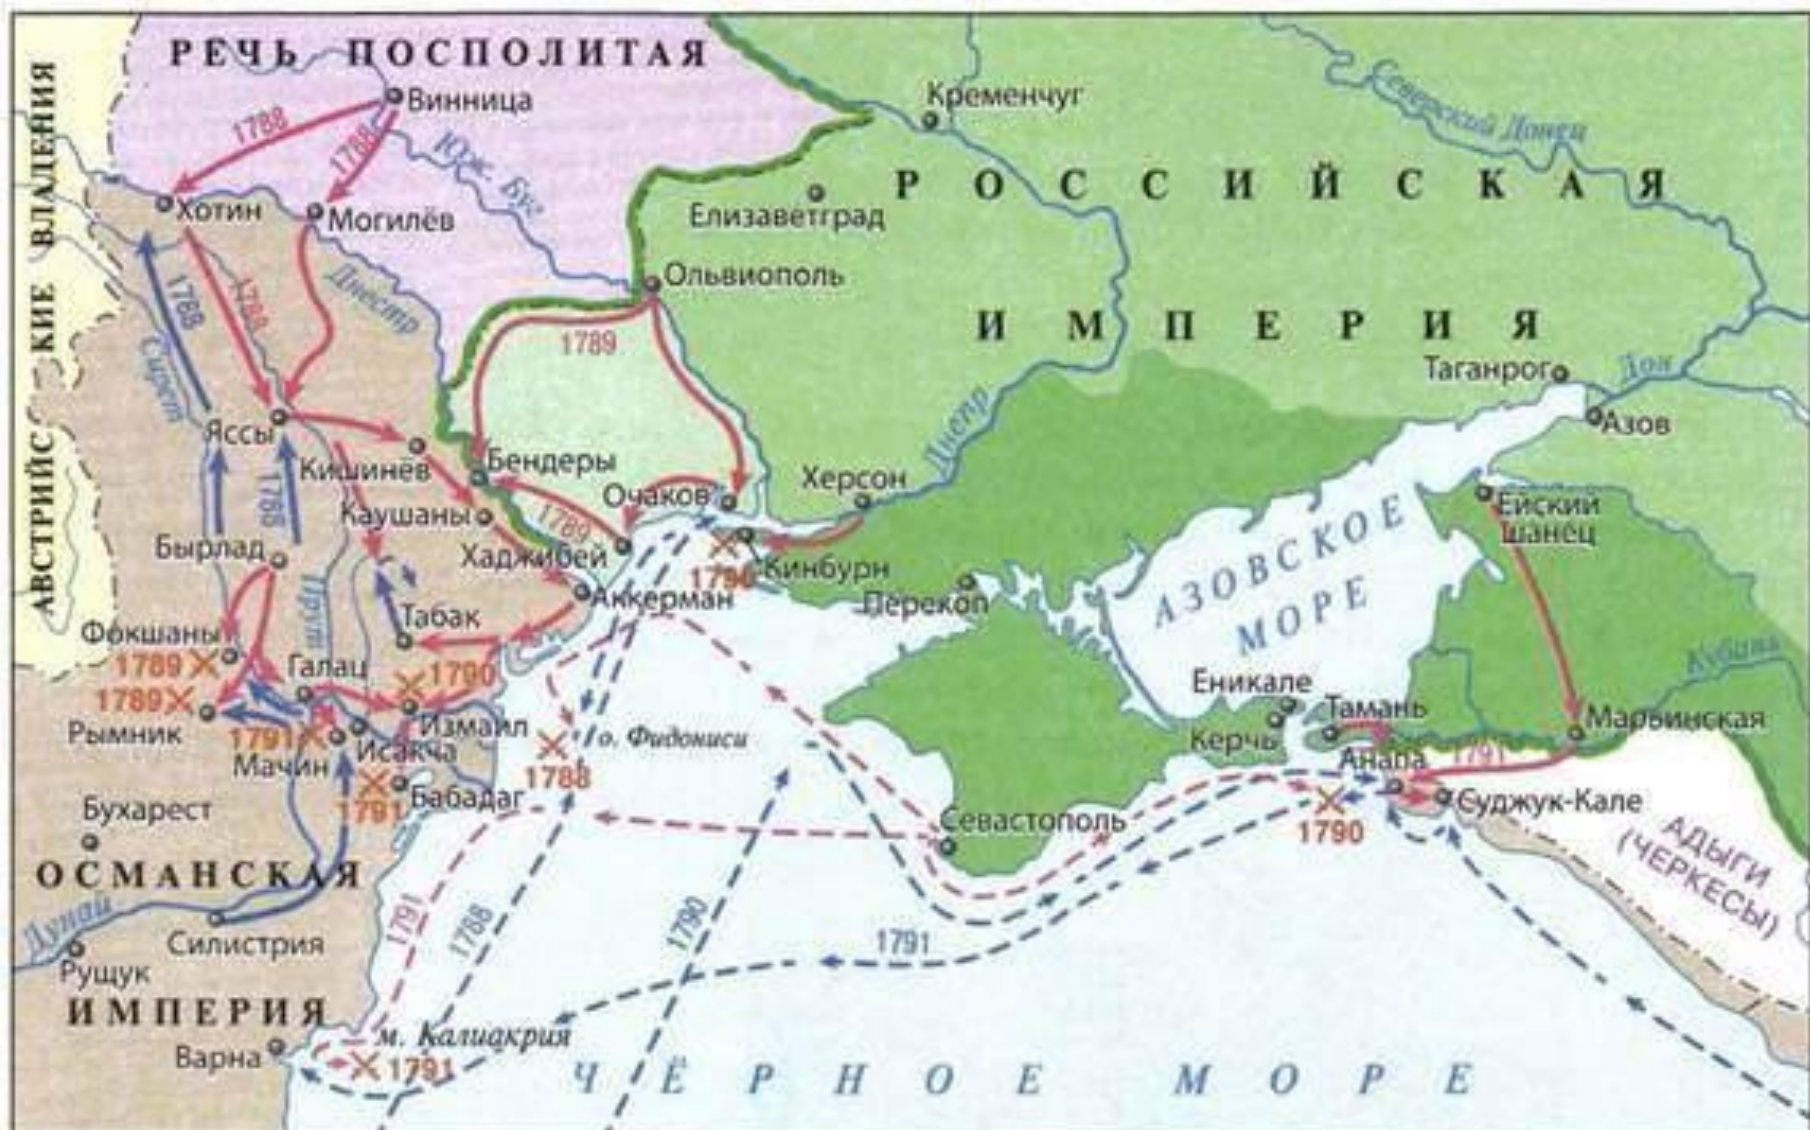 РЕЧЬ ПОСПОЛИТАЯ
Винница
Кременчуг
Северский Донец
АВСТРИЙСКИЕ ВЛАДЕНИЯ
1788
1788
Юж. Буг
РОССИЙСКАЯ
ИМПЕРИЯ
Хотин
Могилёв
Елизаветград
Ольвиополь
Днестр
1788
1788
Сирет
1789
Таганрог
Дон
Азов
Яссы
Кишинёв
Бендеры
Очаков
Херсон
Днепр
1788
Каушаны
1789
Хаджибей
Кинбурн
1790
АЗОВСКОЕ
МОРЕ
Ейский
шанец
Бырлад
Прут
Табак
Аккерман
Перекоп
Кубань
Фокшаны
1789
1789
Галац
1790
Рымник
1791
Мачин
Исакча
Измаил
о. Фидониси
1788
Еникале
Керчь
Тамань
Марьинская
1791
Анапа
Суджук-Кале
1790
1791
Бабадаг
Бухарест
Севастополь
АДЫГИ
(ЧЕРКЕСЫ)
ОСМАНСКАЯ
ИМПЕРИЯ
Дунай
Силистрия
Рущук
1791
1788
1790
1791
Варна
м. Калиакрия
1791
ЧЁРНОЕ МОРЕ